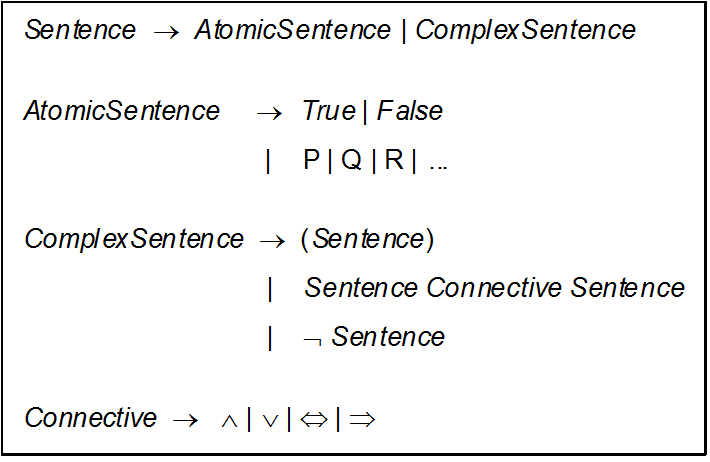 Sentence → AtomicSentence | ComplexSentence
AtomicSentence → True | False
| P | Q | R | ...
ComplexSentence → (Sentence)
| Sentence Connective Sentence
| ¬ Sentence
Connective → ∧ | ∨ | ⇔ | ⇒